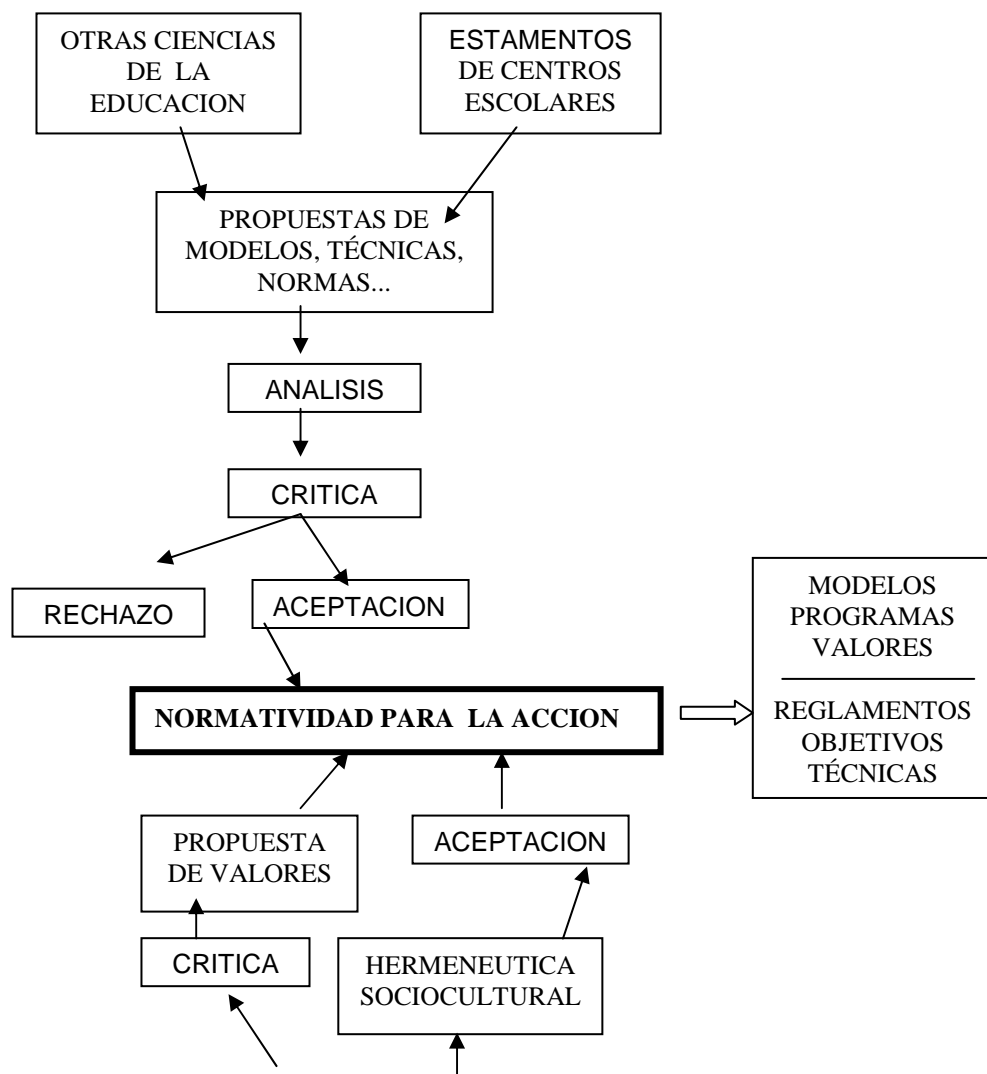 OTRAS CIENCIAS
DE LA
EDUCACION
ESTAMENTOS
DE CENTROS
ESCOLARES
PROPUESTAS DE
MODELOS, TÉCNICAS,
NORMAS...
ANALISIS
CRITICA
RECHAZO
ACEPTACION
MODELOS
PROGRAMAS
VALORES
REGLAMENTOS
OBJETIVOS
TÉCNICAS
NORMATIVIDAD PARA LA ACCION
PROPUESTA
DE VALORES
ACEPTACION
CRITICA
HERMENEUTICA
SOCIOCULTURAL